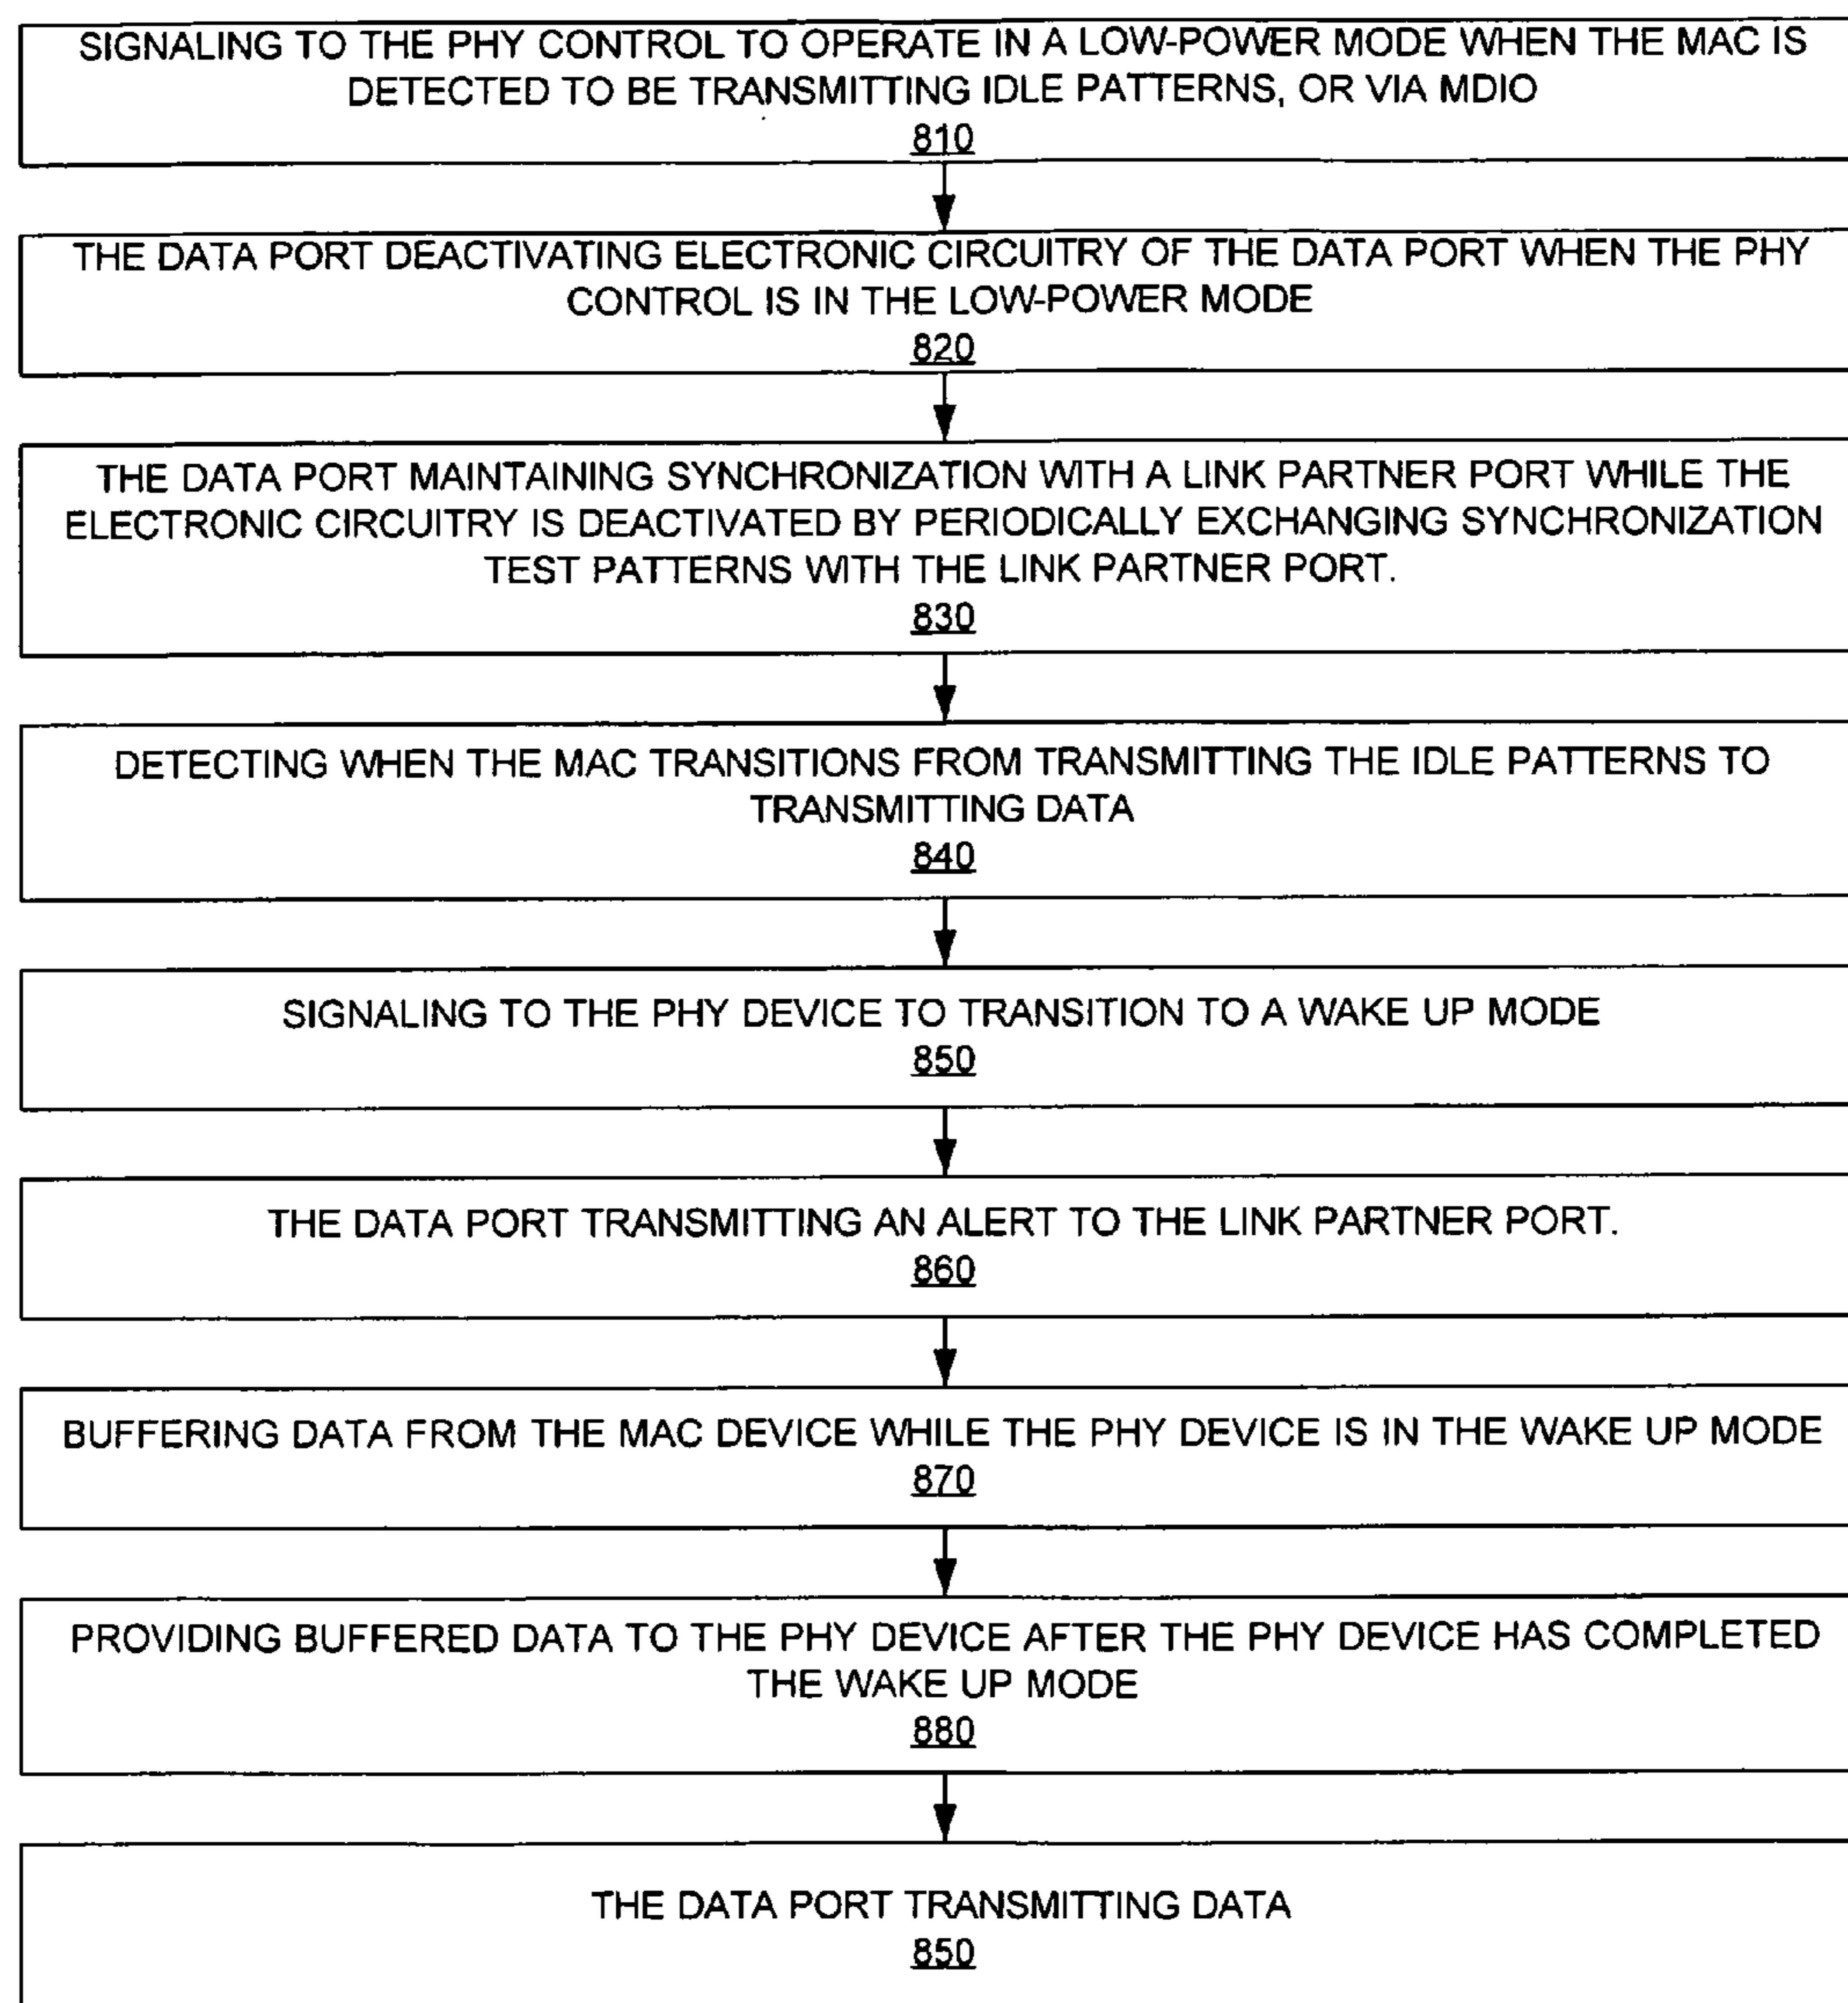 SIGNALING TO THE PHY CONTROL TO OPERATE IN A LOW-POWER MODE WHEN THE MAC IS
DETECTED TO BE TRANSMITTING IDLE PATTERNS, OR VIA MDIO
810
THE DATA PORT DEACTIVATING ELECTRONIC CIRCUITRY OF THE DATA PORT WHEN THE PHY
CONTROL IS IN THE LOW-POWER MODE
820
THE DATA PORT MAINTAINING SYNCHRONIZATION WITH A LINK PARTNER PORT WHILE THE
ELECTRONIC CIRCUITRY IS DEACTIVATED BY PERIODICALLY EXCHANGING SYNCHRONIZATION
TEST PATTERNS WITH THE LINK PARTNER PORT.
830
DETECTING WHEN THE MAC TRANSITIONS FROM TRANSMITTING THE IDLE PATTERNS TO
TRANSMITTING DATA
840
SIGNALING TO THE PHY DEVICE TO TRANSITION TO A WAKE UP MODE
850
THE DATA PORT TRANSMITTING AN ALERT TO THE LINK PARTNER PORT.
860
BUFFERING DATA FROM THE MAC DEVICE WHILE THE PHY DEVICE IS IN THE WAKE UP MODE
870
PROVIDING BUFFERED DATA TO THE PHY DEVICE AFTER THE PHY DEVICE HAS COMPLETED
THE WAKE UP MODE
880
THE DATA PORT TRANSMITTING DATA
850